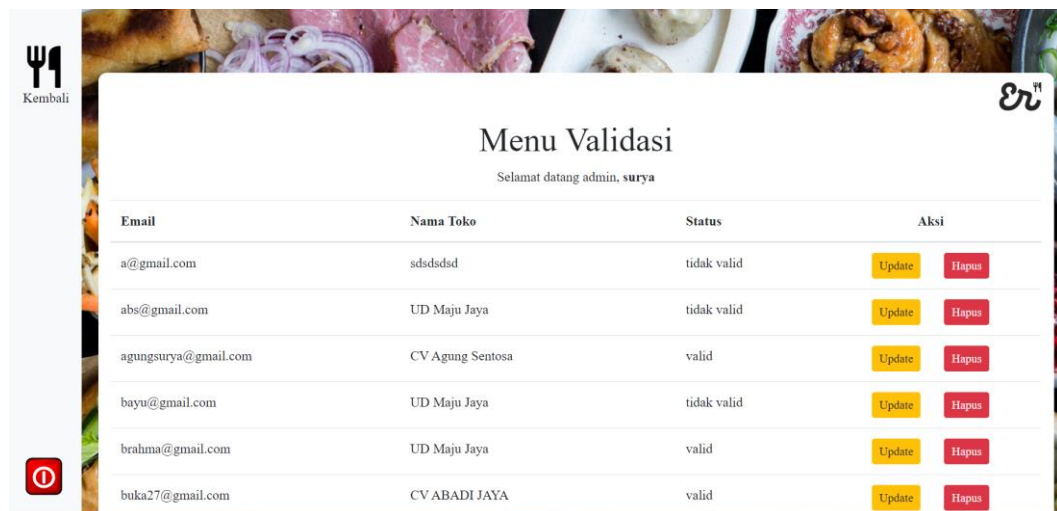 Kembali
Er
Menu Validasi
Selamat datang admin, surya
Email Nama Toko Status Aksi
a@gmail.com sdsdsdsd tidak valid Update Hapus
abs@gmail.com UD Maju Jaya tidak valid Update Hapus
agungsurya@gmail.com CV Agung Sentosa valid Update Hapus
bayu@gmail.com UD Maju Jaya tidak valid Update Hapus
brahma@gmail.com UD Maju Jaya valid Update Hapus
buka27@gmail.com CV ABADI JAYA valid Update Hapus